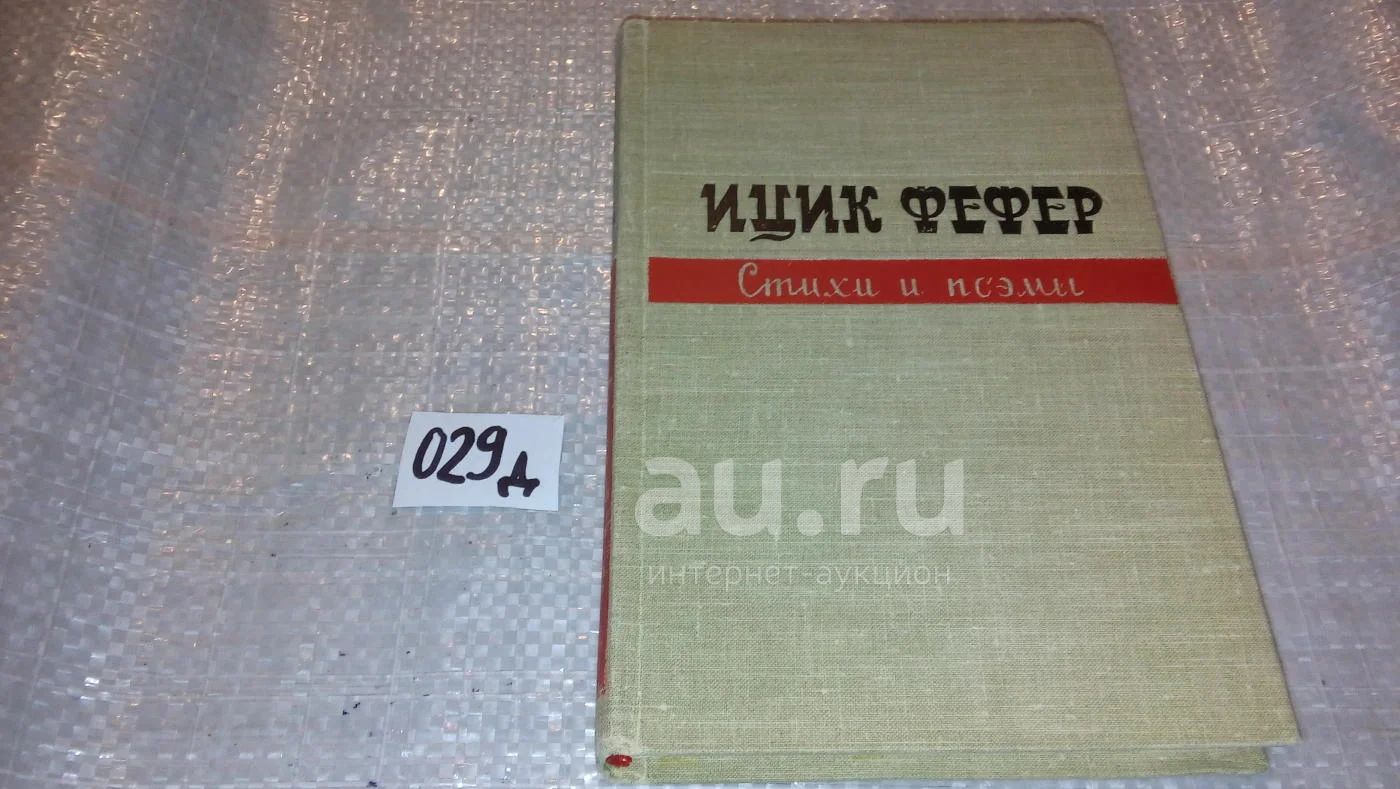 ИЦИК ФЕФЕР
Стихи и поэмы
029д
au.ru
интернет-аукцион